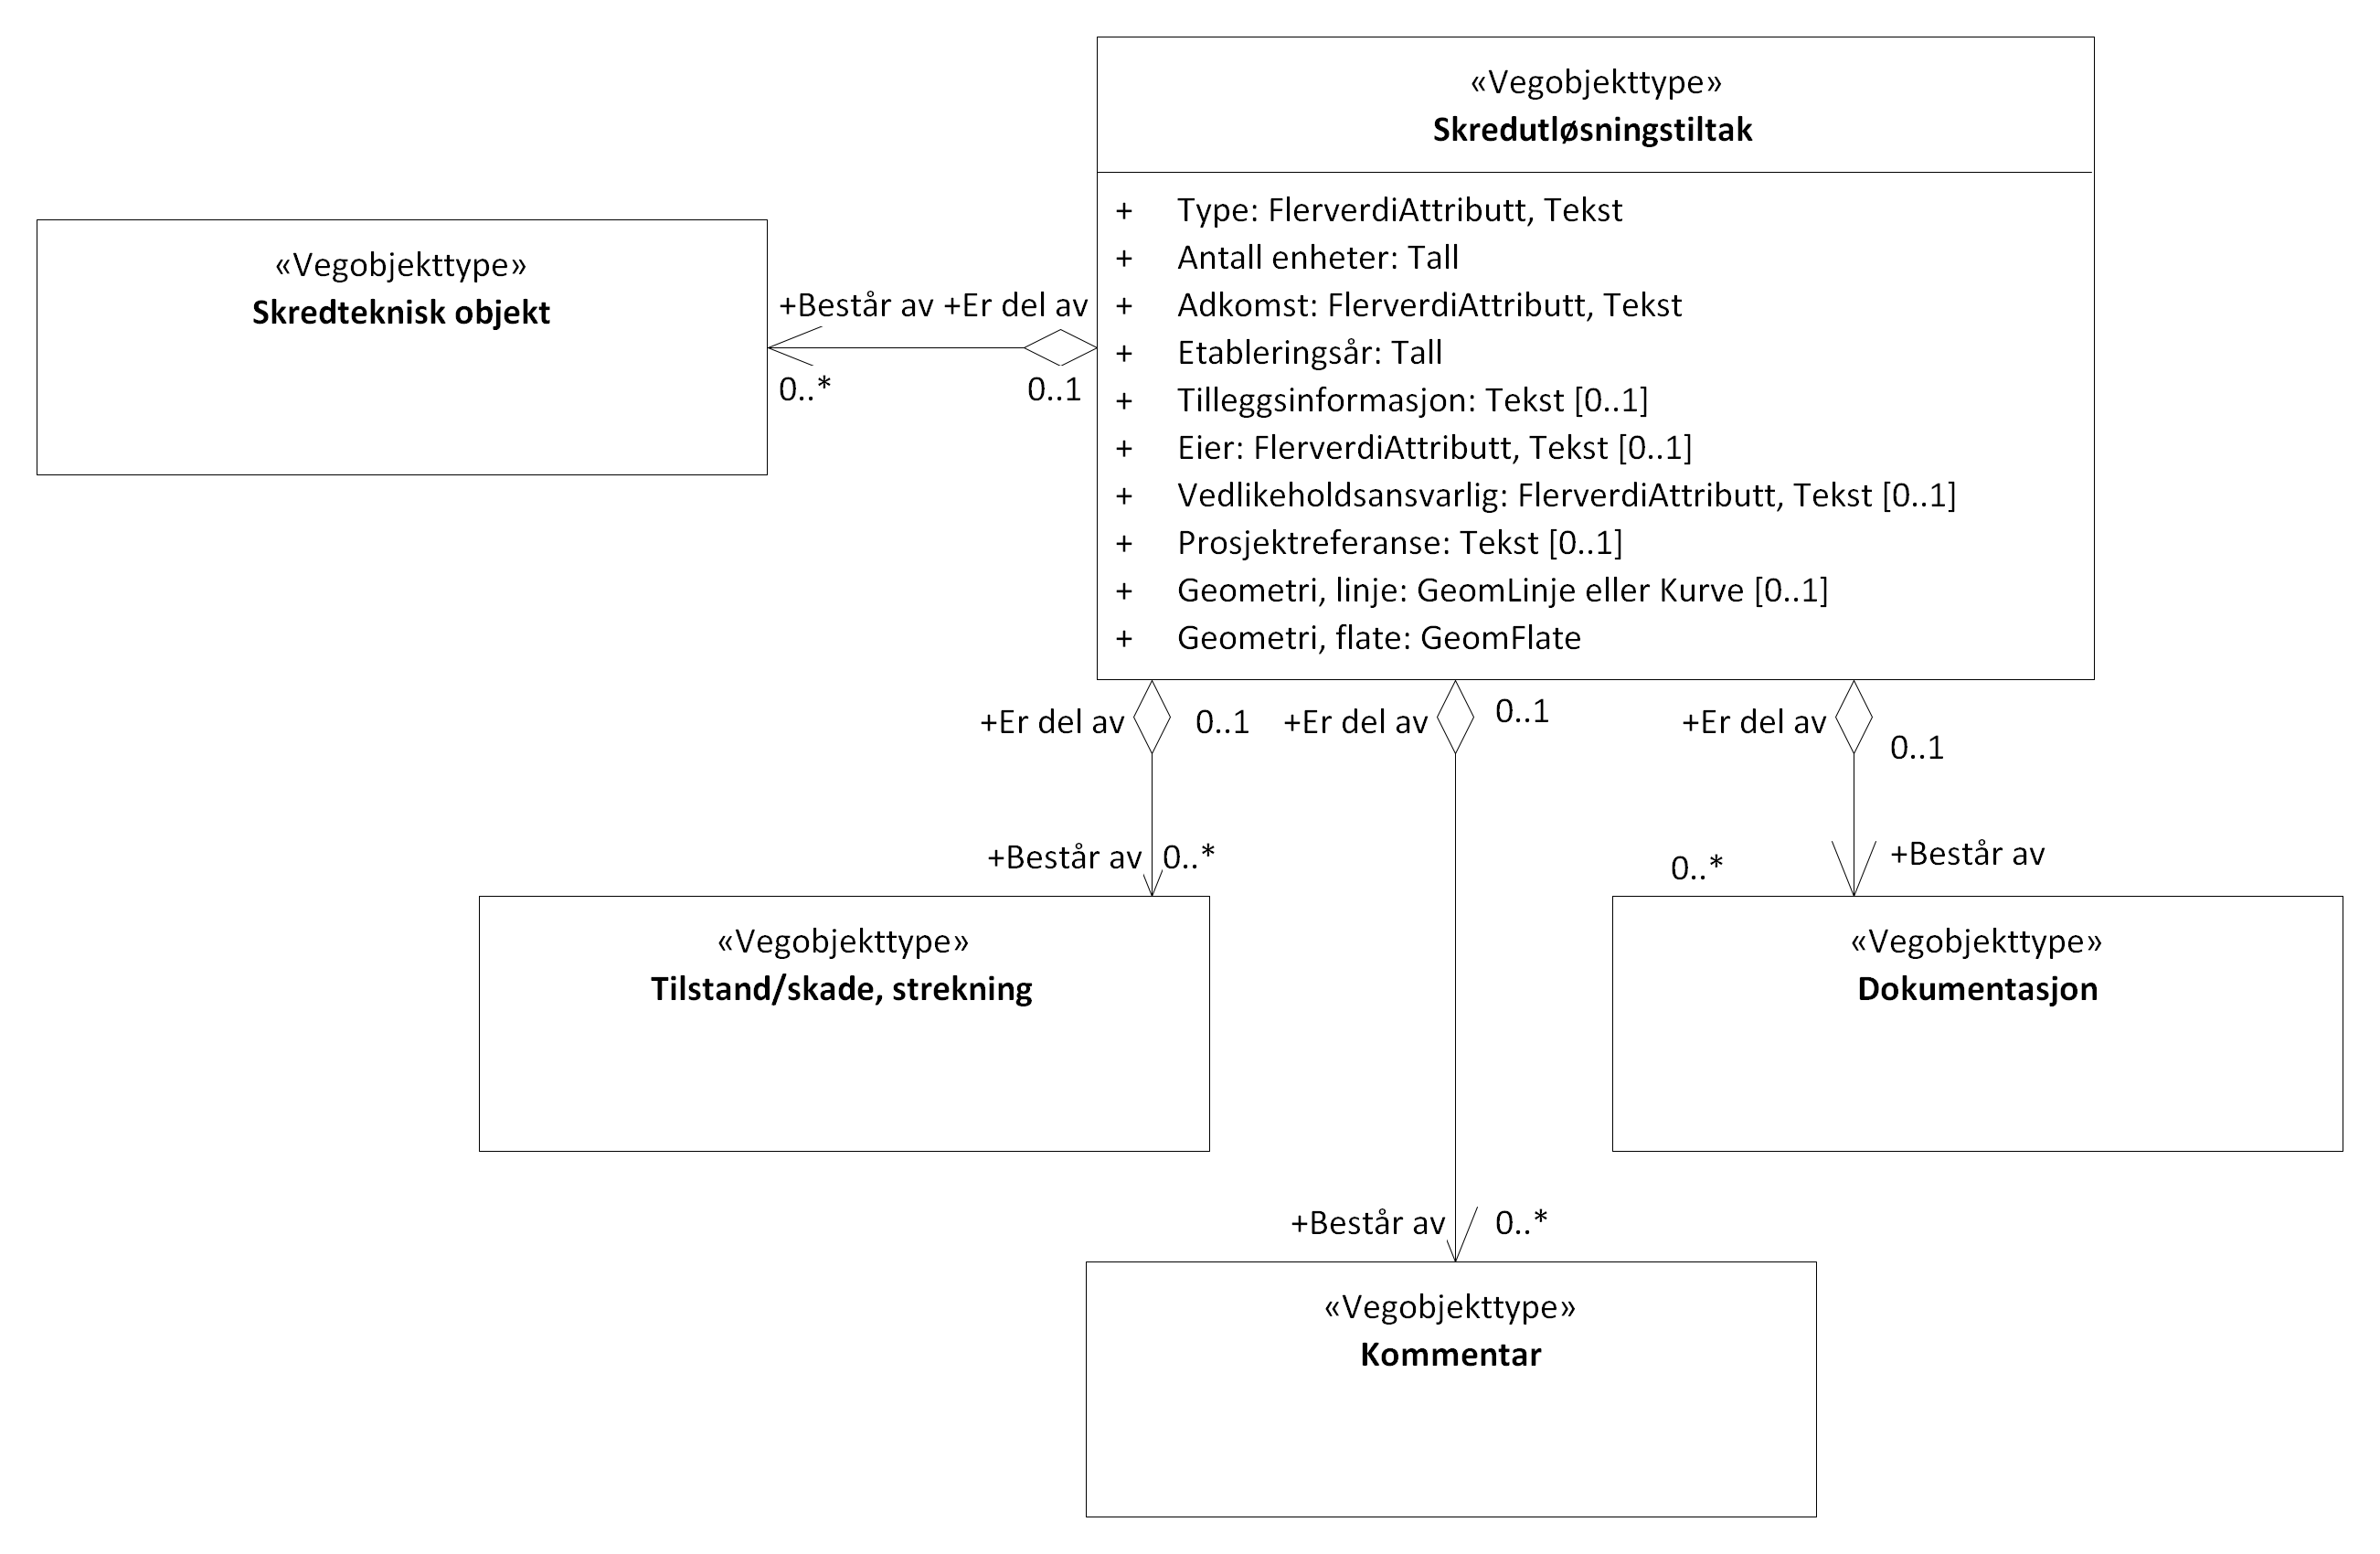 «Vegobjekttype»
Skredutløsningstiltak
+ Type: FlerverdiAttributt, Tekst
+ Antall enheter: Tall
+ Adkomst: FlerverdiAttributt, Tekst
+ Etableringsår: Tall
+ Tilleggsinformasjon: Tekst [0..1]
+ Eier: FlerverdiAttributt, Tekst [0..1]
+ Vedlikeholdsansvarlig: FlerverdiAttributt, Tekst [0..1]
+ Prosjektreferanse: Tekst [0..1]
+ Geometri, linje: GeomLinje eller Kurve [0..1]
+ Geometri, flate: GeomFlate
«Vegobjekttype»
Skredteknisk objekt
+Består av +Er del av
0..* 0..1
+Er del av 0..1
+Er del av 0..1
+Er del av 0..1
+Består av 0..*
0..* +Består av
«Vegobjekttype»
Tilstand/skade, strekning
«Vegobjekttype»
Dokumentasjon
+Består av 0..*
«Vegobjekttype»
Kommentar